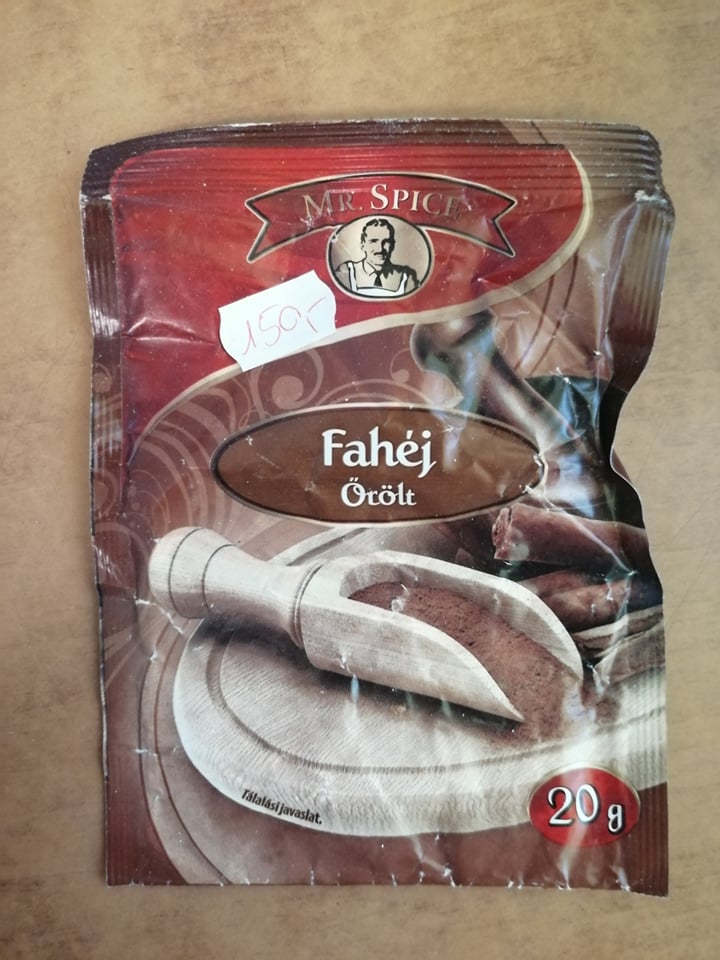 MR. SPICE
150,-
Fahéj
Őrölt
Tálalási javaslat.
20 g